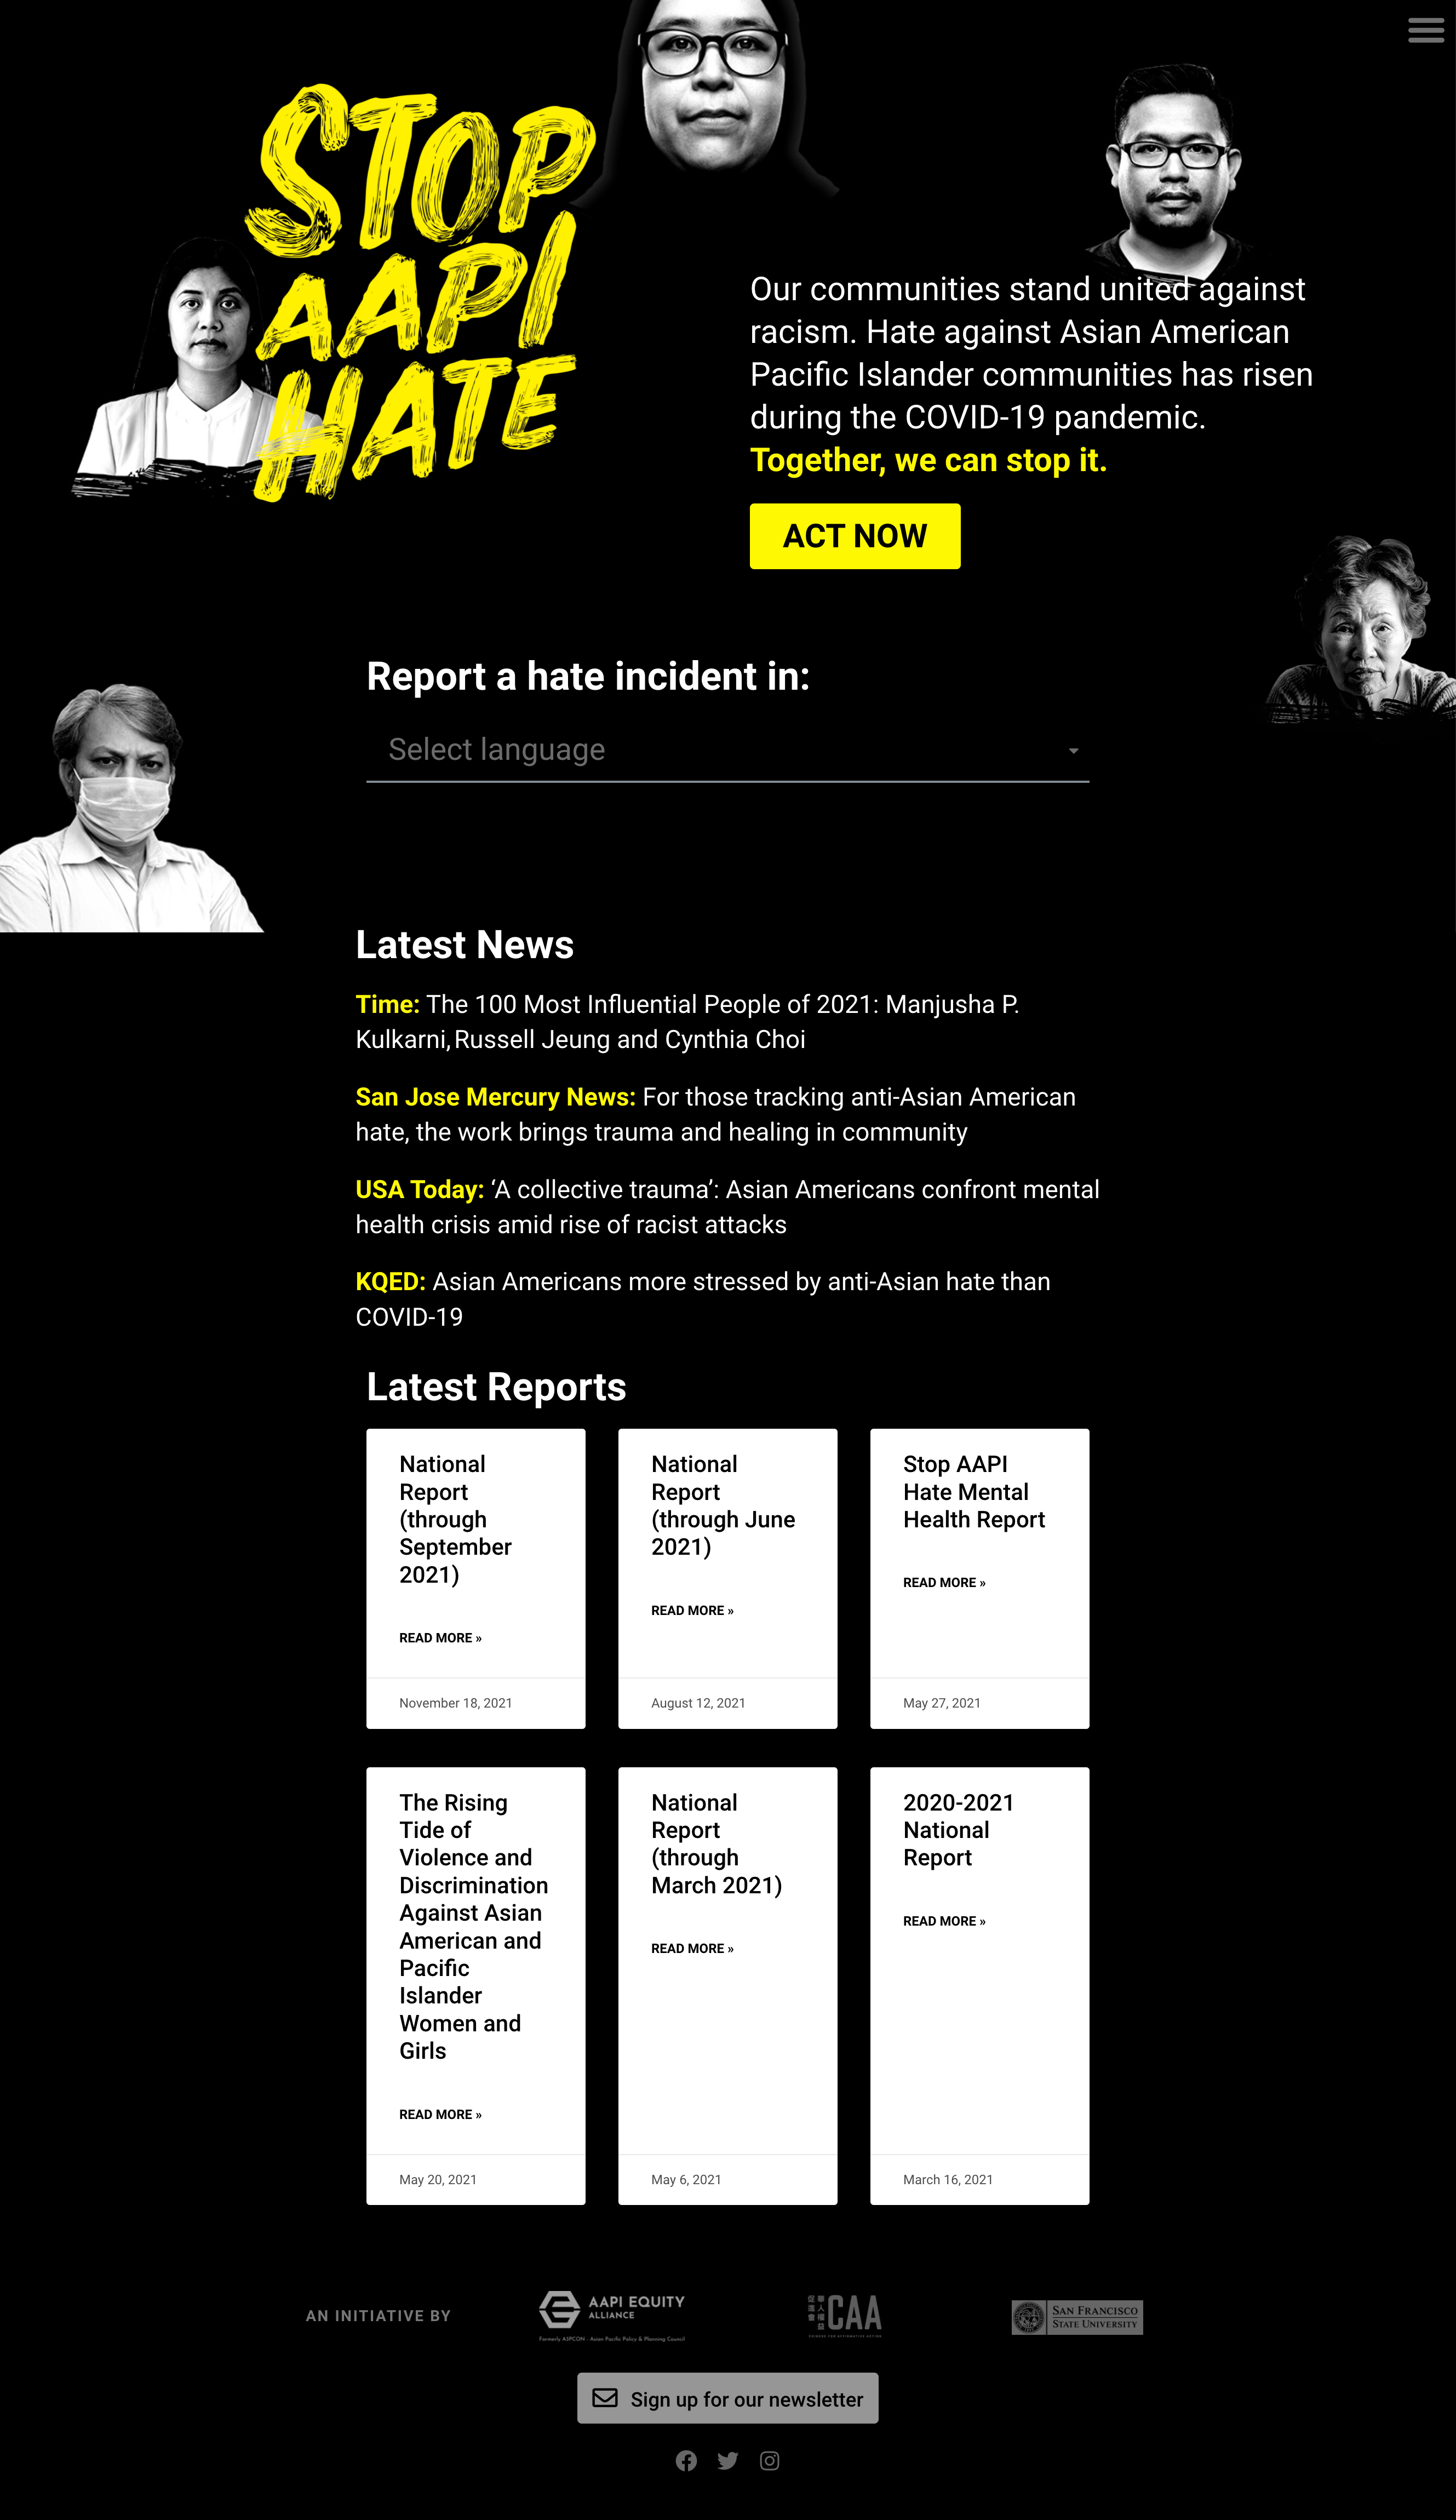 STOP
AAPI
HATE
Our communities stand united against
racism. Hate against Asian American
Pacific Islander communities has risen
during the COVID-19 pandemic.
Together, we can stop it.
ACT NOW
Report a hate incident in:
Select language
Latest News
Time: The 100 Most Influential People of 2021: Manjusha P.
Kulkarni, Russell Jeung and Cynthia Choi
San Jose Mercury News: For those tracking anti-Asian American
hate, the work brings trauma and healing in community
USA Today: ‘A collective trauma’: Asian Americans confront mental
health crisis amid rise of racist attacks
KQED: Asian Americans more stressed by anti-Asian hate than
COVID-19
Latest Reports
National
Report
(through
September
2021)
READ MORE »
November 18, 2021
National
Report
(through June
2021)
READ MORE »
August 12, 2021
Stop AAPI
Hate Mental
Health Report
READ MORE »
May 27, 2021
The Rising
Tide of
Violence and
Discrimination
Against Asian
American and
Pacific
Islander
Women and
Girls
READ MORE »
May 20, 2021
National
Report
(through
March 2021)
READ MORE »
May 6, 2021
2020-2021
National
Report
READ MORE »
March 16, 2021
AN INITIATIVE BY
AAPI EQUITY
ALLIANCE
Formerly A3PCON - Asian Pacific Policy & Planning Council
CAA
CHINESE FOR AFFIRMATIVE ACTION
SAN FRANCISCO
STATE UNIVERSITY
Sign up for our newsletter